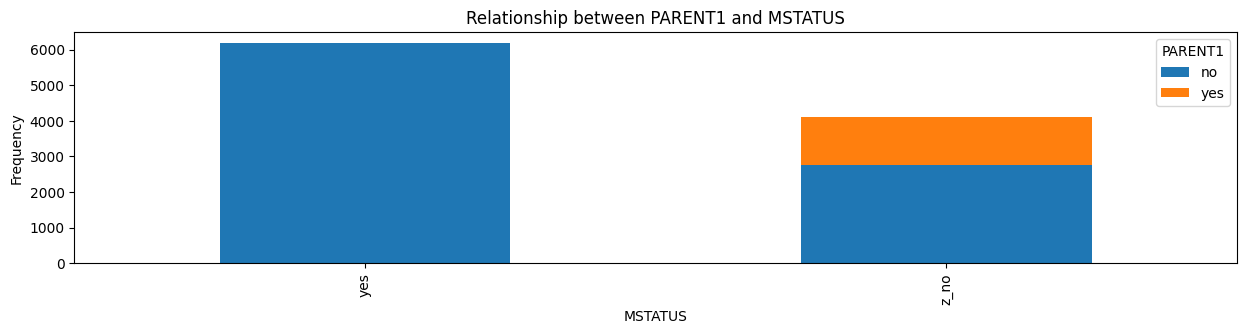 Relationship between PARENT1 and MSTATUS
Frequency
6000
5000
4000
3000
2000
1000
0
PARENT1
no
yes
yes
z_no
MSTATUS